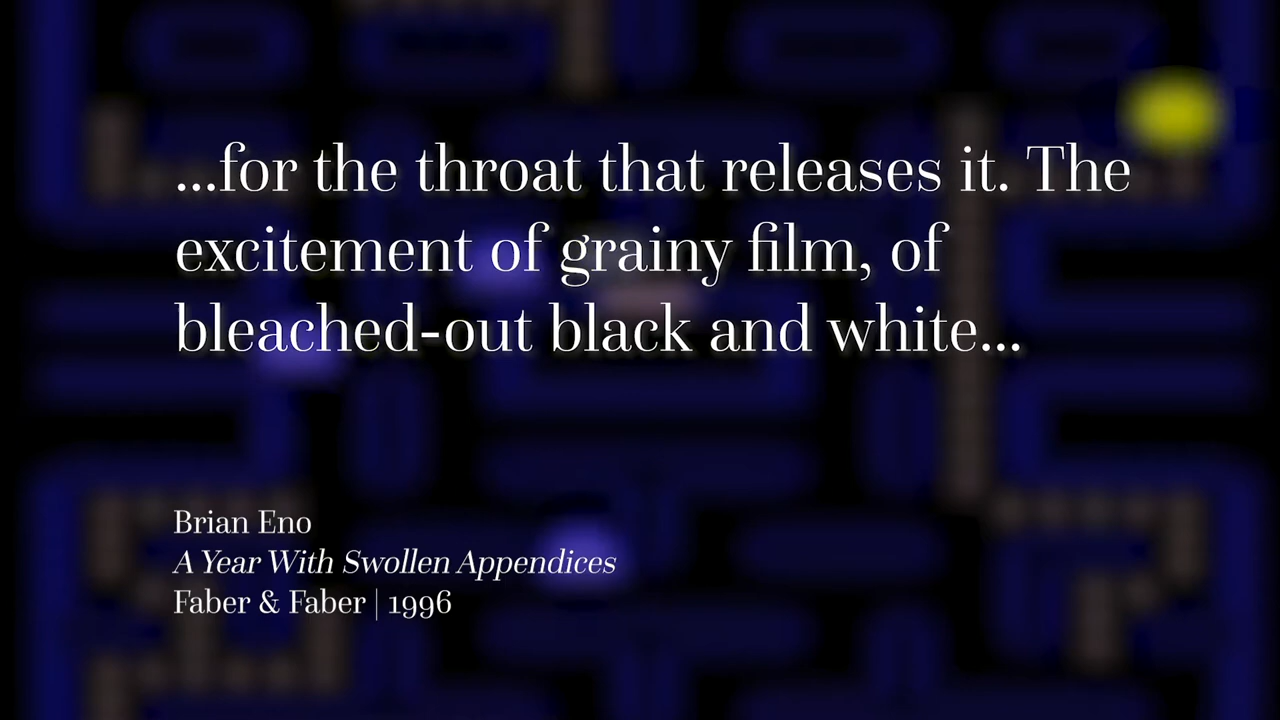 ...for the throat that releases it. The
excitement of grainy film, of
bleached-out black and white...
Brian Eno
A Year With Swollen Appendices
Faber & Faber | 1996